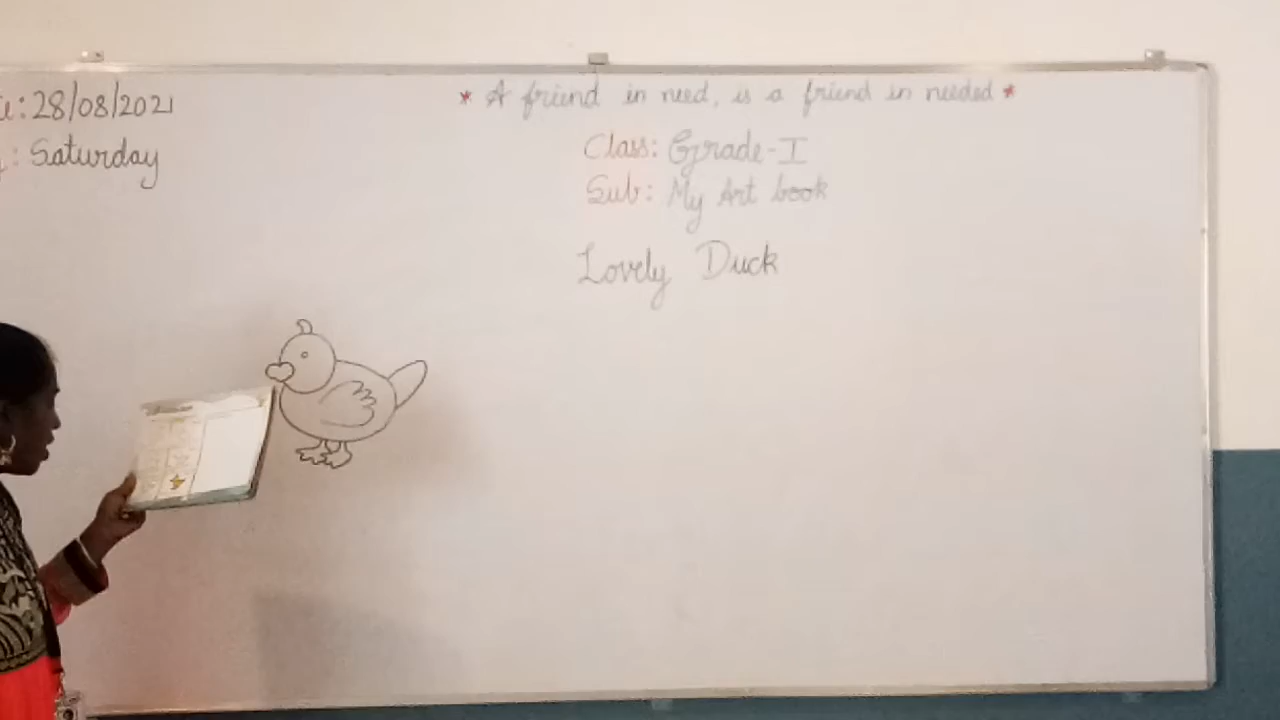 28/08/2021
* A friend in need, is a friend in needed *
Saturday
Class: Grade-I
Sub: My Art book
Lovely Duck